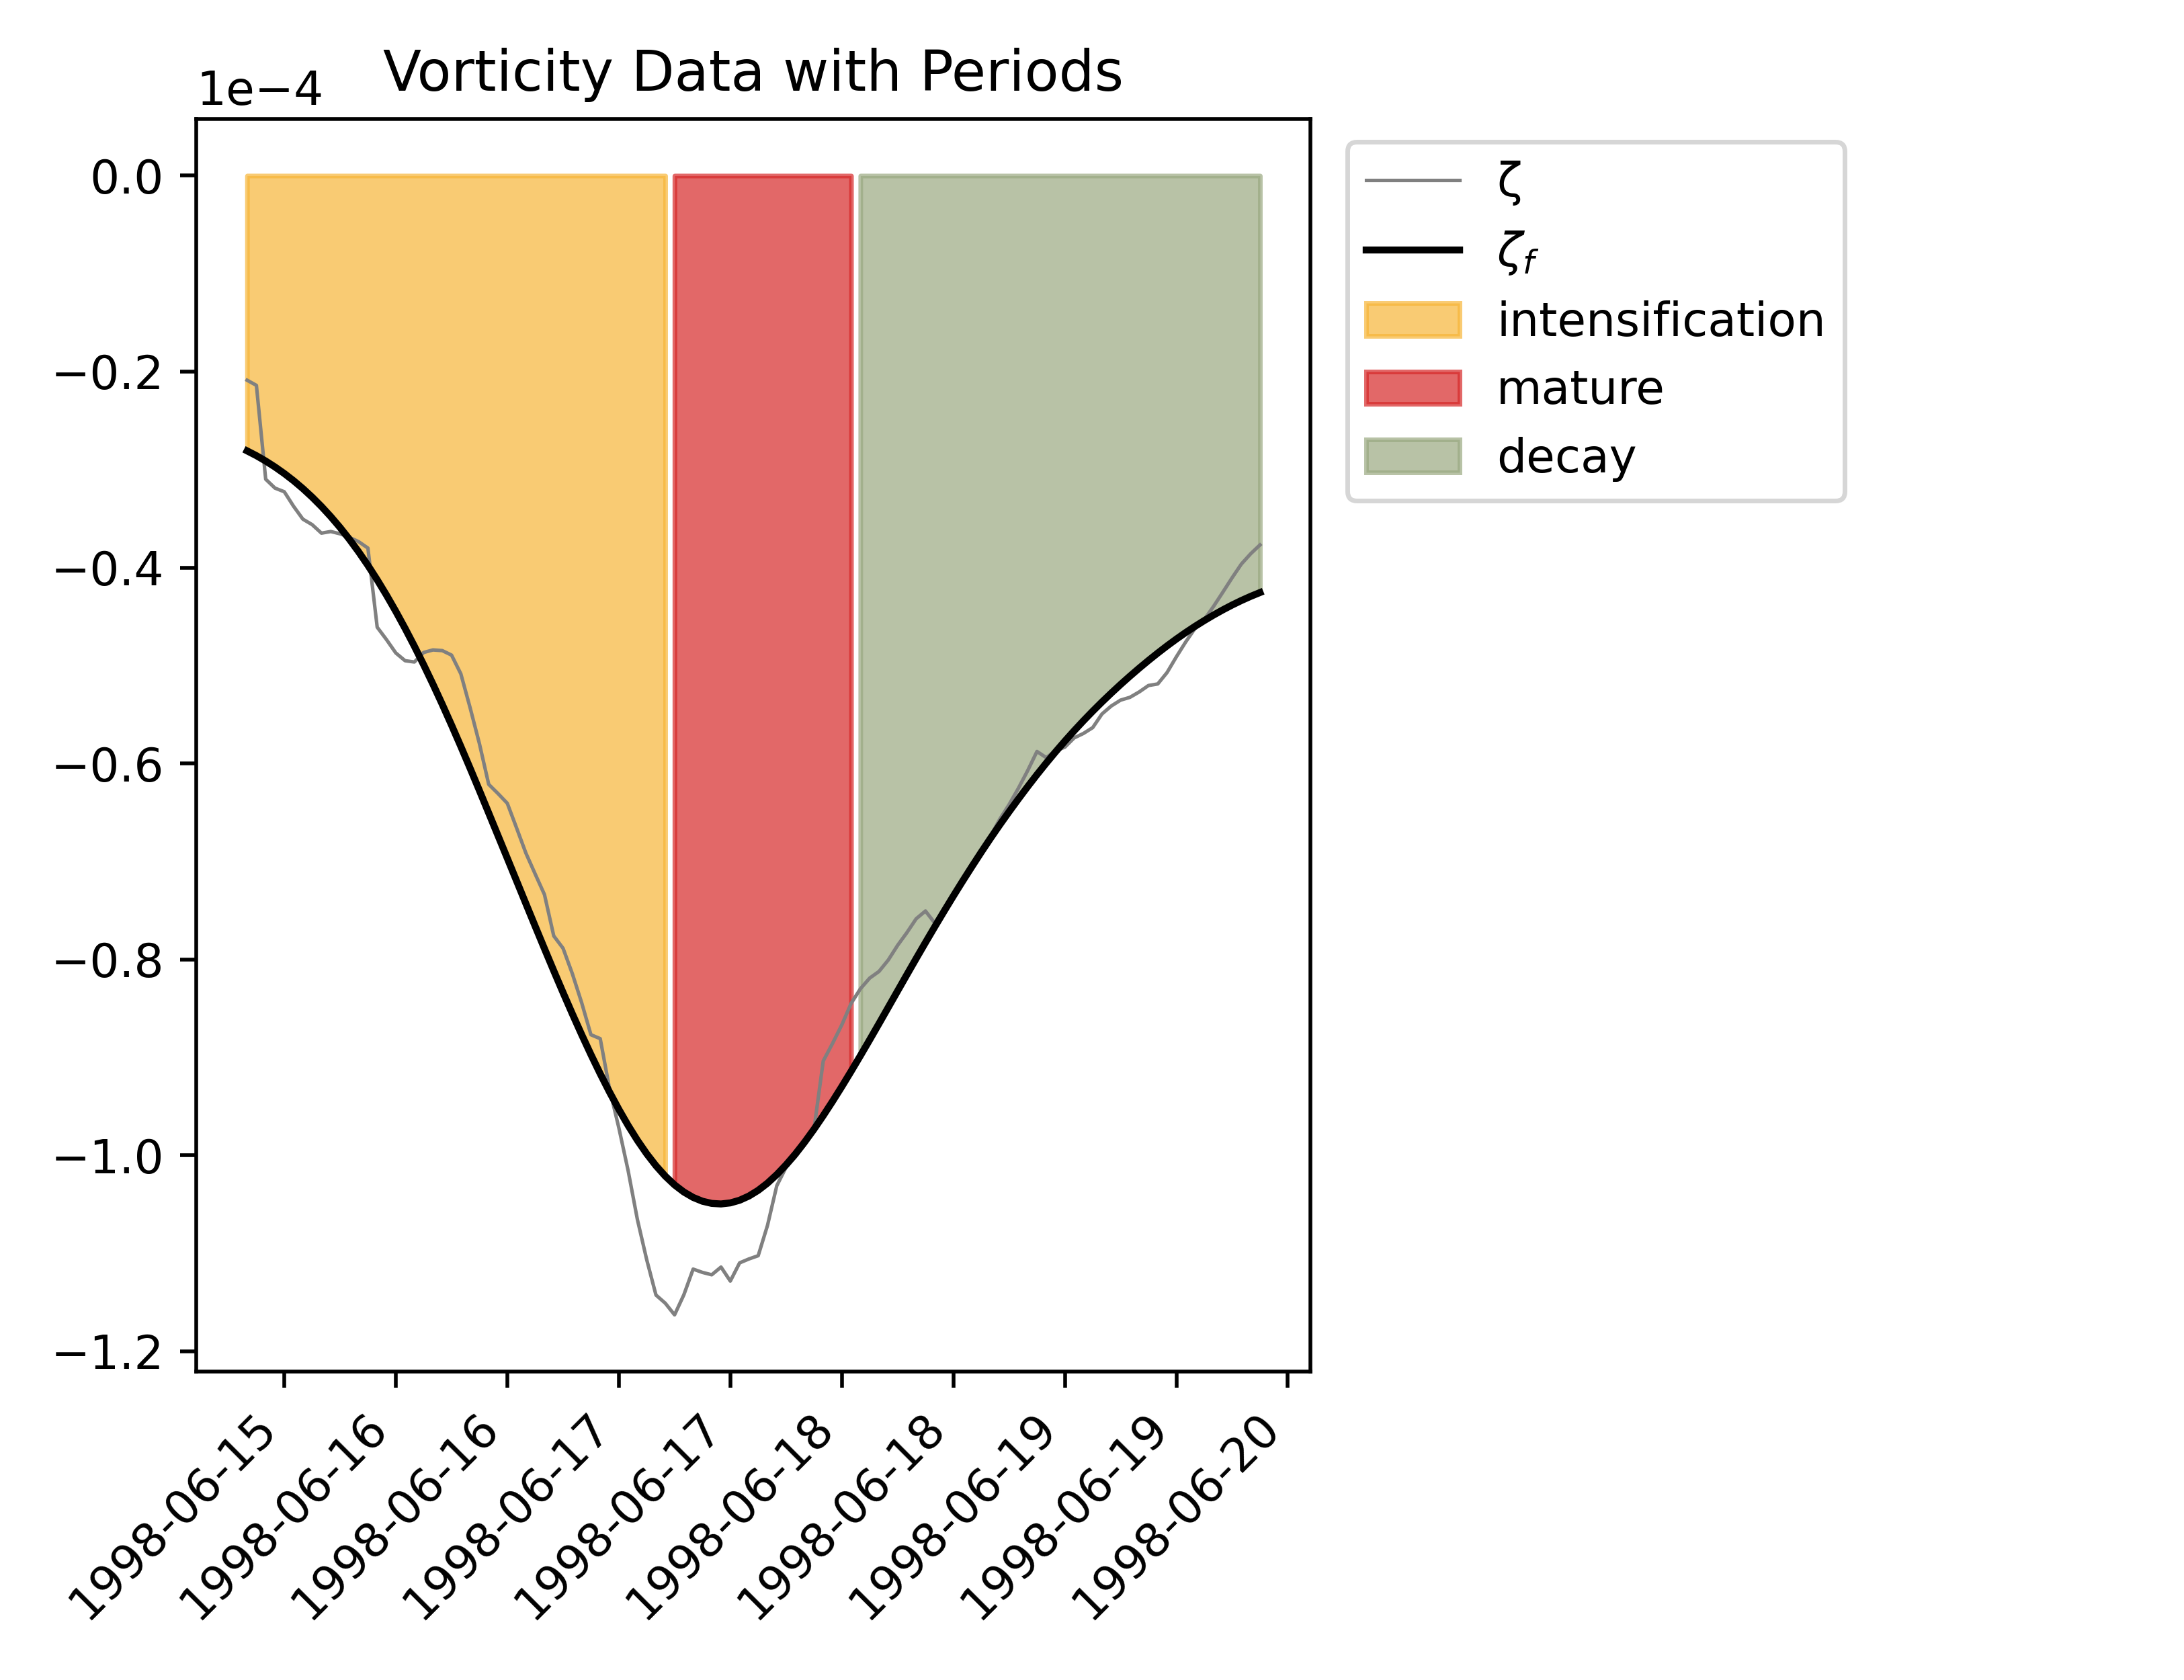 Vorticity Data with Periods
1e−4
0.0
−0.2
−0.4
−0.6
−0.8
−1.0
−1.2
1998-06-15
1998-06-16
1998-06-16
1998-06-17
1998-06-17
1998-06-18
1998-06-18
1998-06-19
1998-06-19
1998-06-20
ζ
ζf
intensification
mature
decay